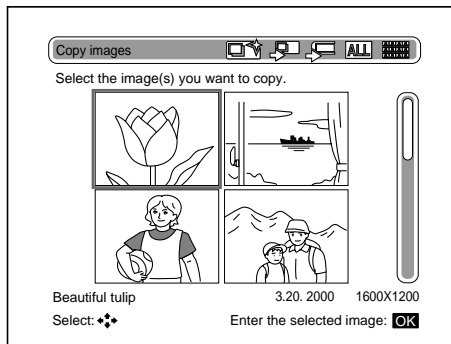 Copy images ALL
Select the image(s) you want to copy.
Beautiful tulip 3.20. 2000 1600X1200
Select: Enter the selected image: OK